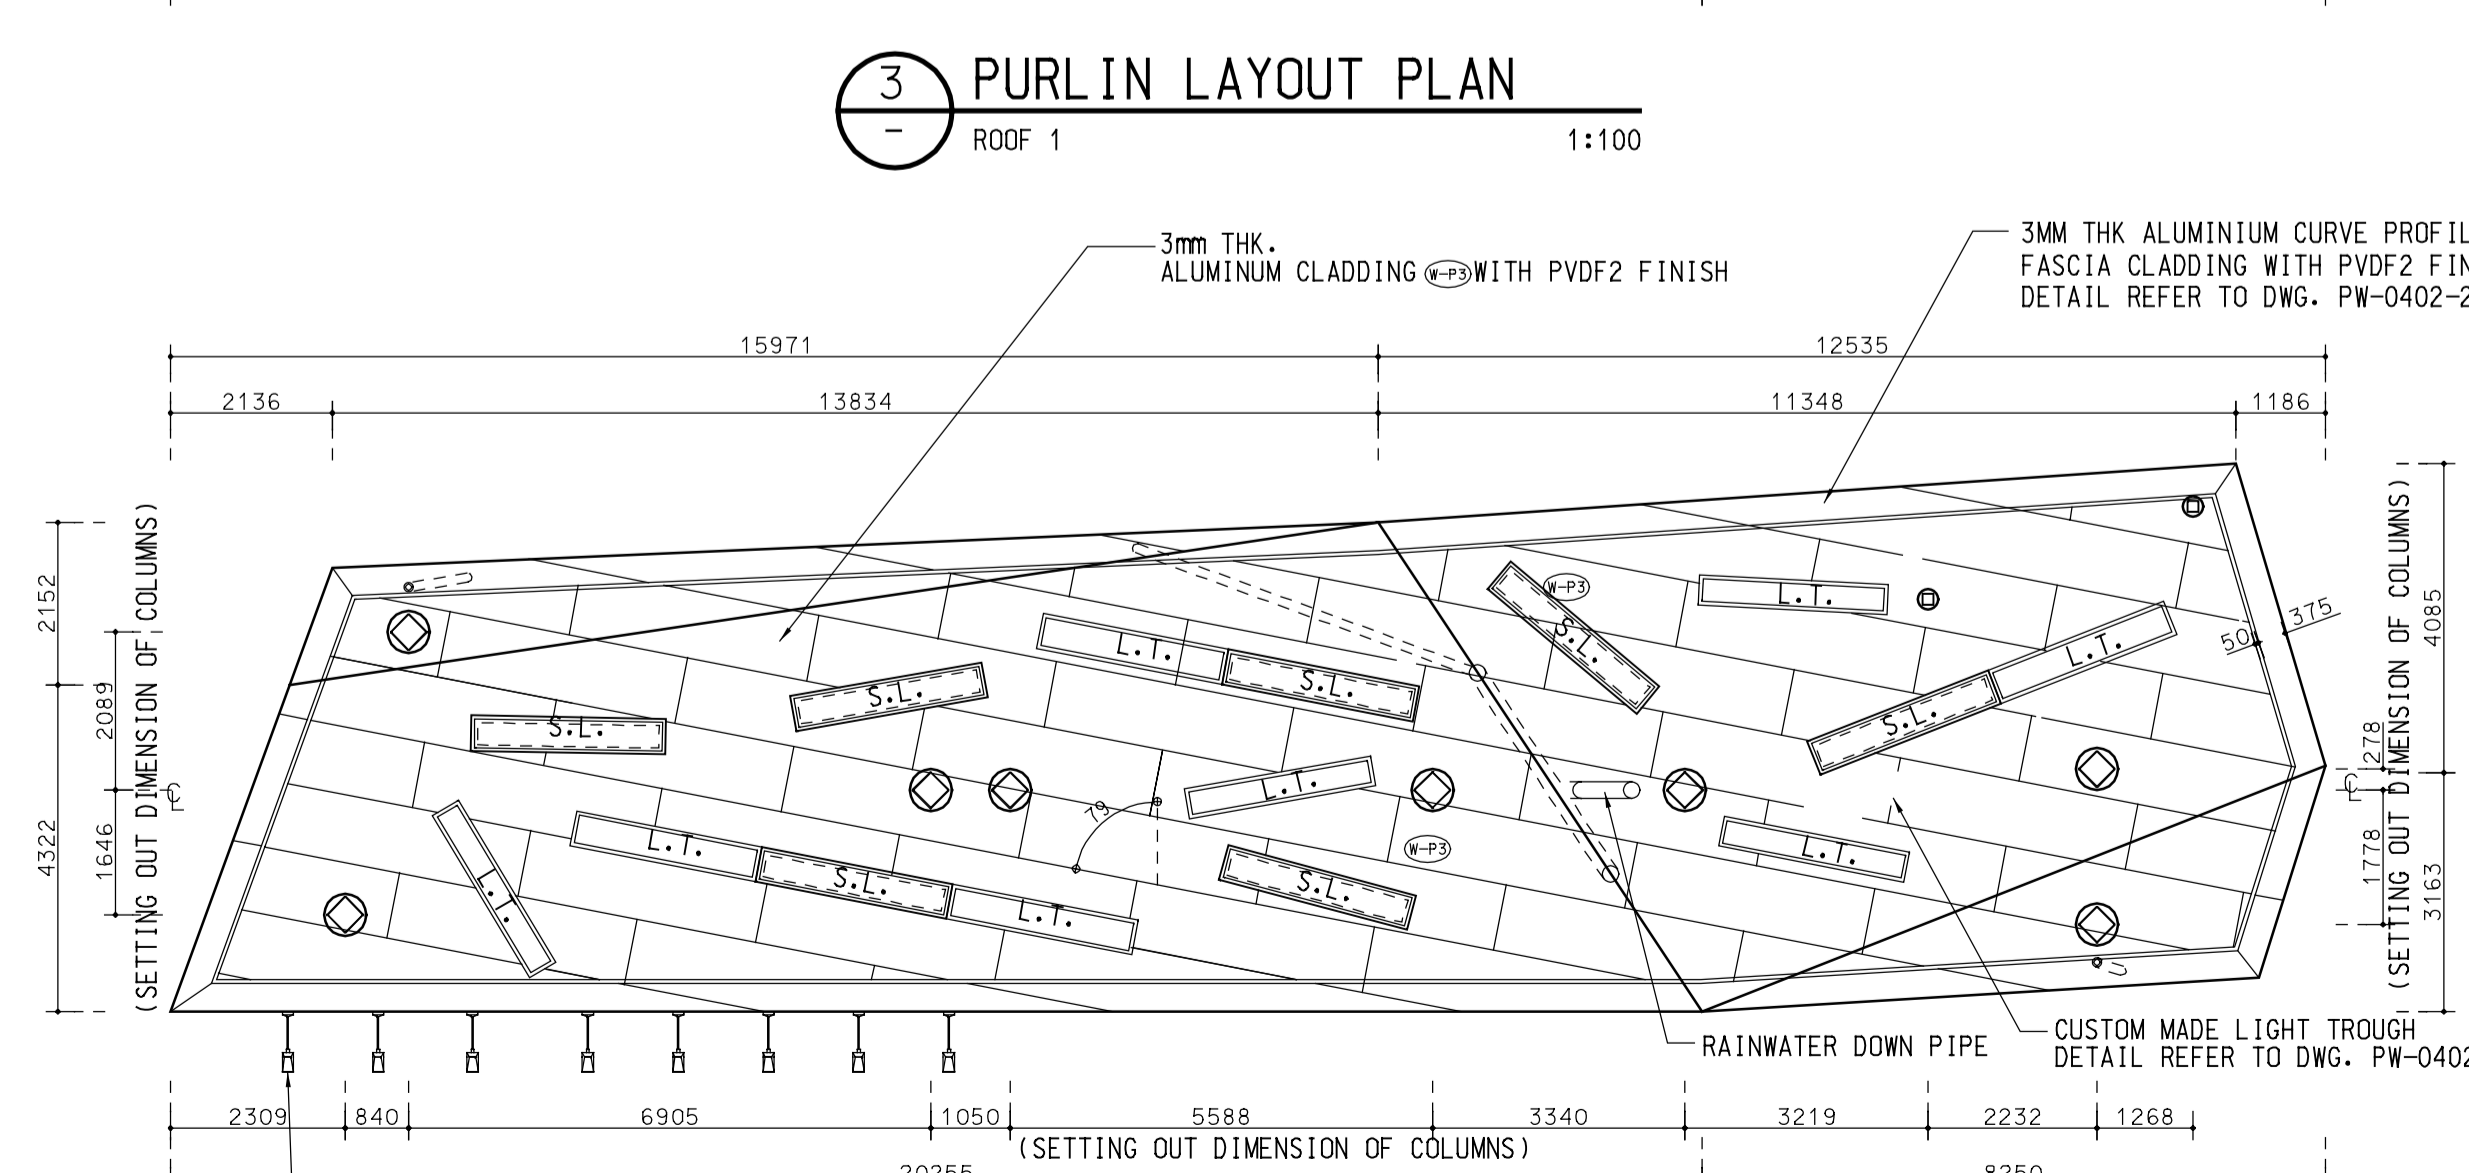 3
PURLIN LAYOUT PLAN
-
ROOF 1
1:100
3mm THK.
ALUMINUM CLADDING W-P3 WITH PVDF2 FINISH
3MM THK ALUMINIUM CURVE PROFIL
FASCIA CLADDING WITH PVDF2 FIN
DETAIL REFER TO DWG. PW-0402-2
15971
12535
2136
13834
11348
1186
2152
4322
2089
1646
(SETTING OUT DIMENSION OF COLUMNS)
W-P3
S.L.
L.T.
L.T.
S.L.
L.T.
S.L.
S.L.
S.L.
L.T.
L.T.
79
L.T.
W-P3
L.T.
S.L.
L.T.
L.T.
S.L.
S.L.
375
50
(SETTING OUT DIMENSION OF COLUMNS)
4085
278
1778
3163
RAINWATER DOWN PIPE
CUSTOM MADE LIGHT TROUGH
DETAIL REFER TO DWG. PW-0402
2309
840
6905
1050
5588
3340
3219
2232
1268
(SETTING OUT DIMENSION OF COLUMNS)
20255
8250